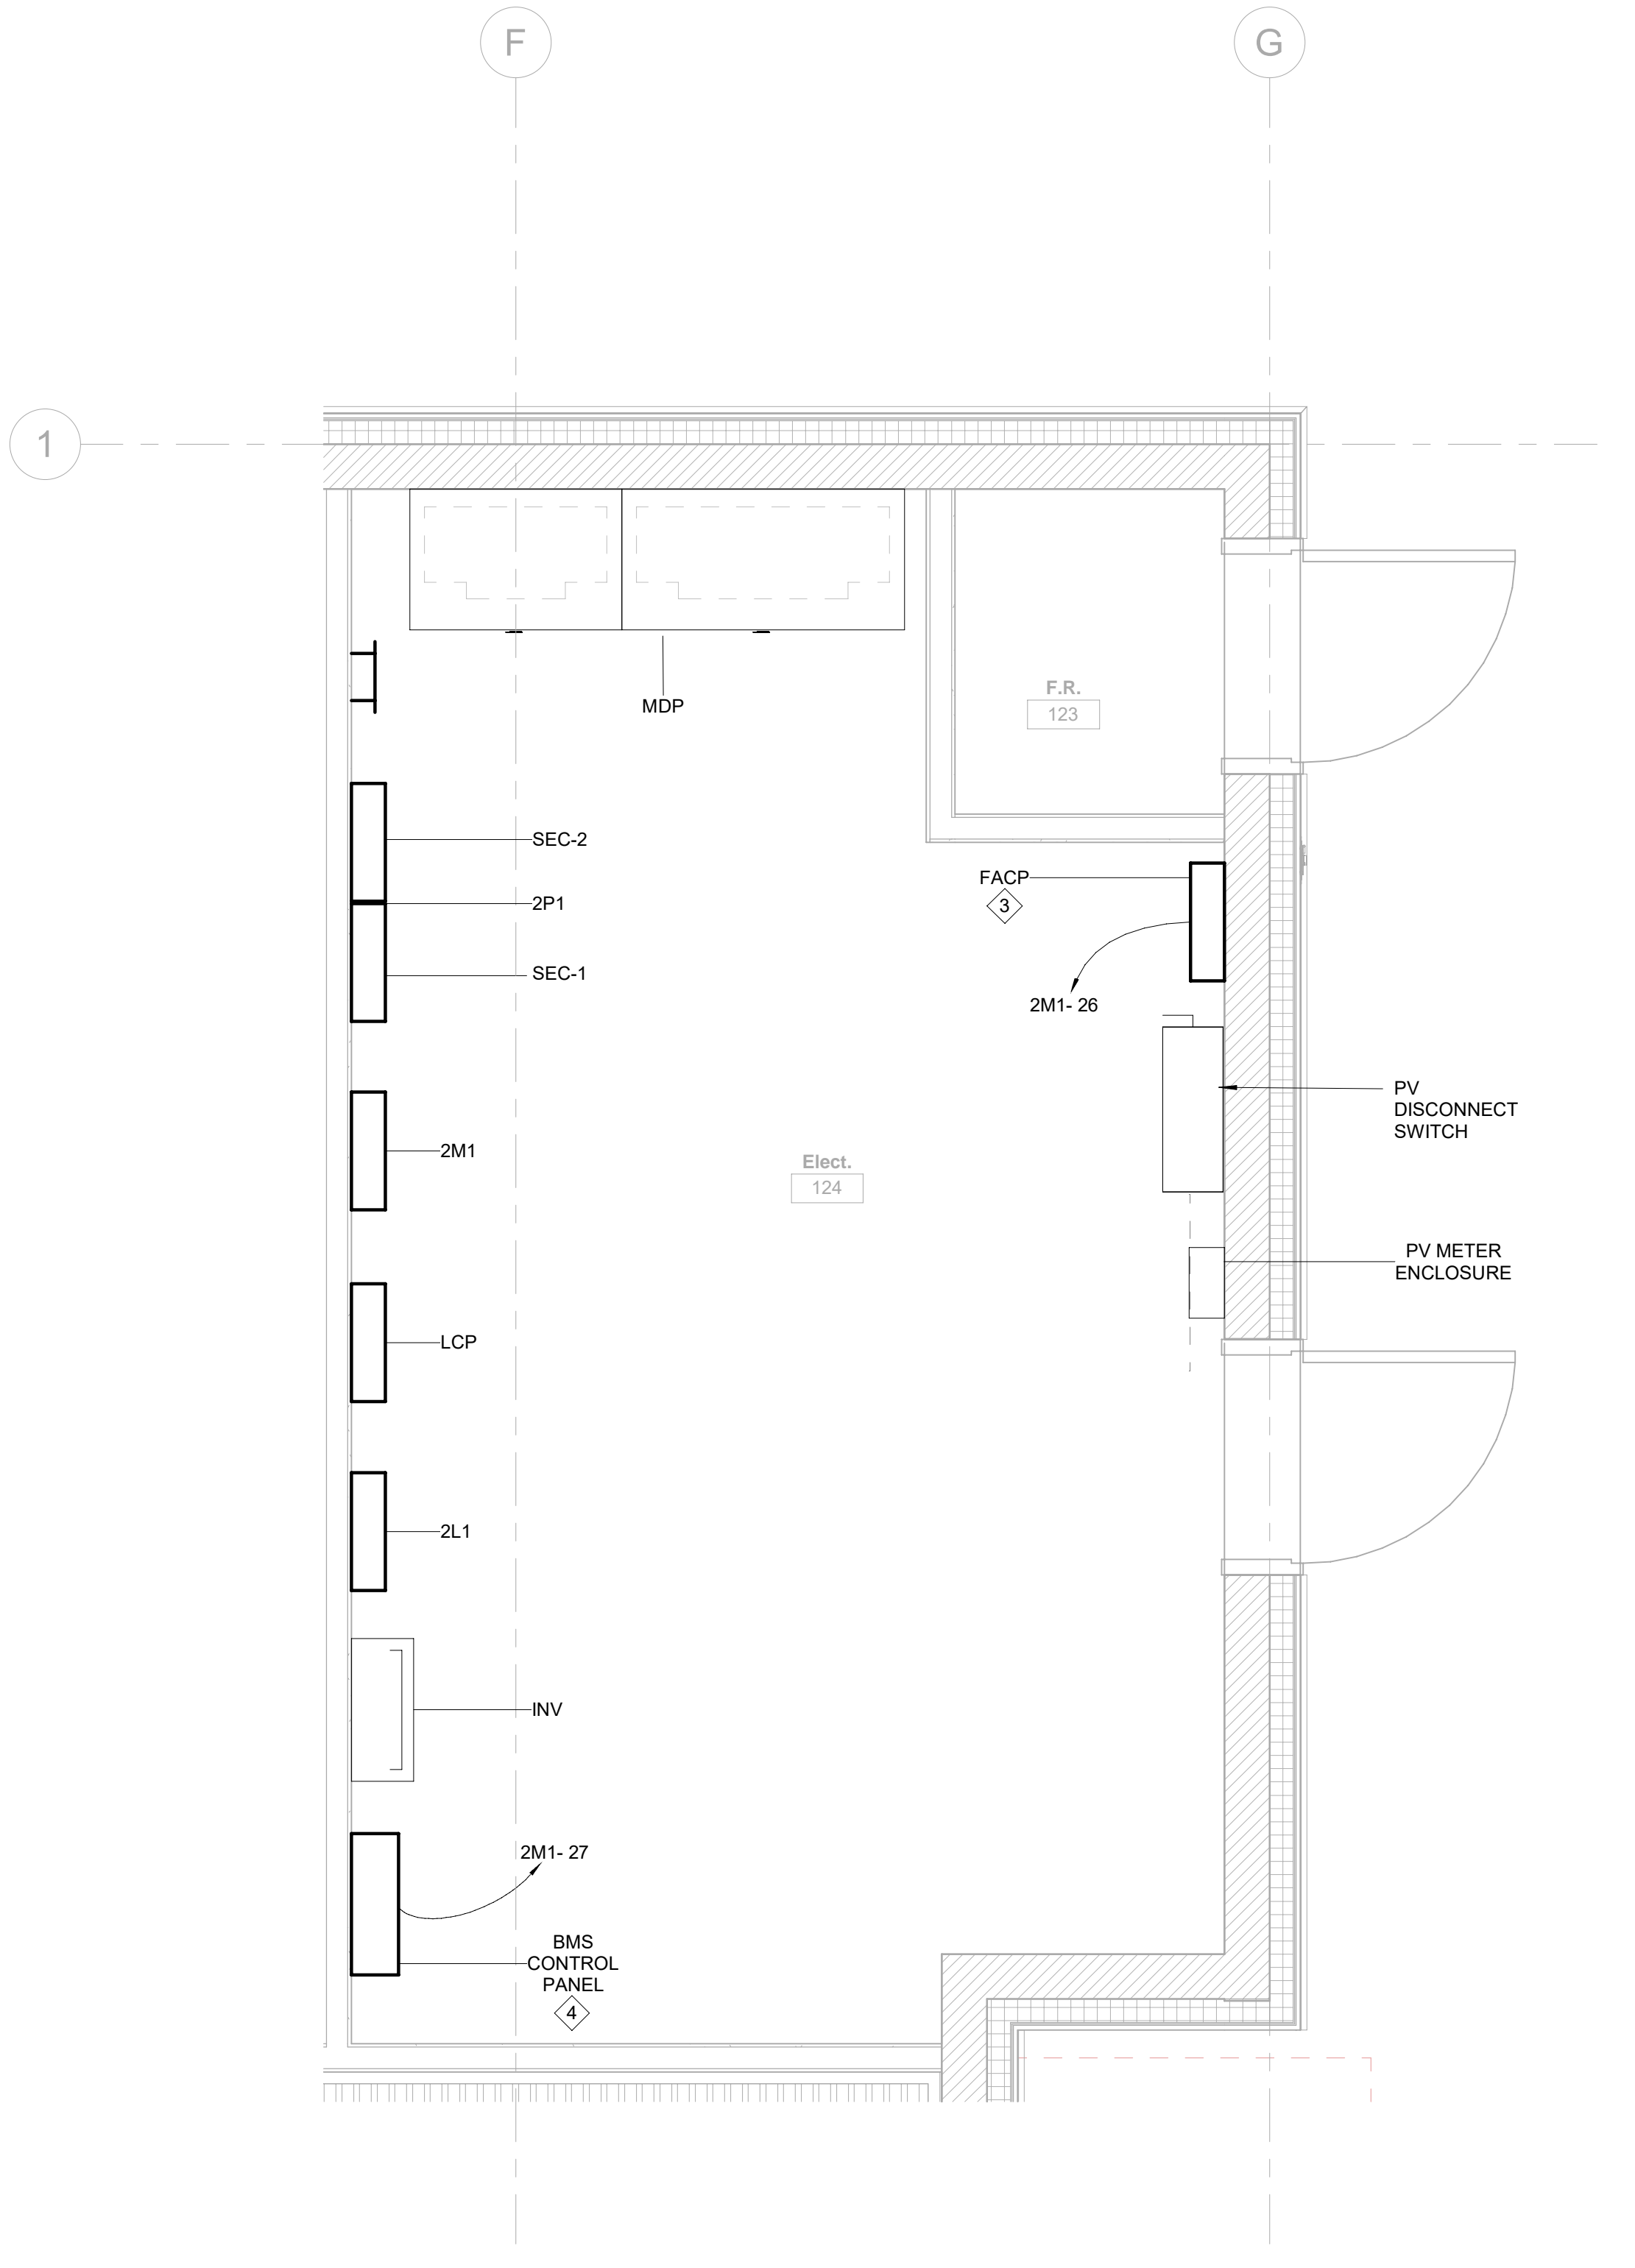 F
G
1
MDP
F.R.
123
SEC-2
FACP
2P1
3
SEC-1
2M1- 26
PV
DISCONNECT
SWITCH
2M1
Elect.
124
PV METER
ENCLOSURE
LCP
2L1
INV
2M1- 27
BMS
CONTROL
PANEL
4